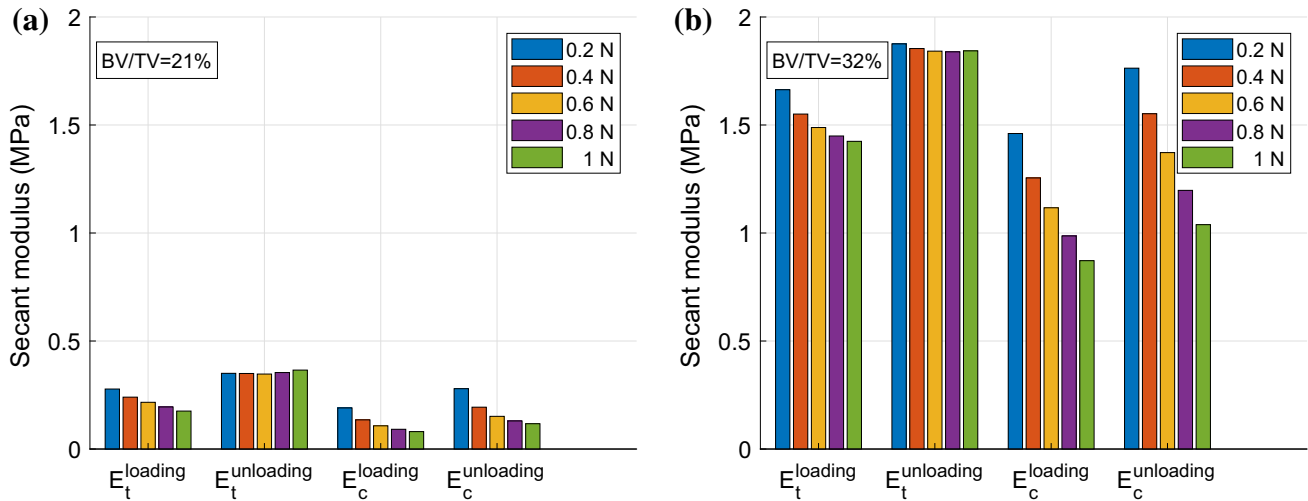 (a)
Secant modulus (MPa)
2
1.5
1
0.5
0
BV/TV=21%
0.2 N
0.4 N
0.6 N
0.8 N
1 N
E_t^loading
E_t^unloading
E_c^loading
E_c^unloading
(b)
Secant modulus (MPa)
2
1.5
1
0.5
0
BV/TV=32%
0.2 N
0.4 N
0.6 N
0.8 N
1 N
E_t^loading
E_t^unloading
E_c^loading
E_c^unloading